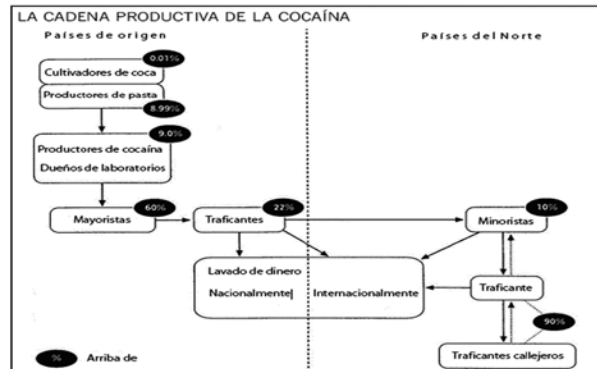 LA CADENA PRODUCTIVA DE LA COCAÍNA
Países de origen
Países del Norte
0.01%
Cultivadores de coca
Productores de pasta
8.99%
9.0%
Productores de cocaína
Dueños de laboratorios
60%
Mayoristas
22%
Traficantes
10%
Minoristas
Lavado de dinero
Nacionalmente| Internacionalmente
Traficante
90%
Traficantes callejeros
% Arriba de